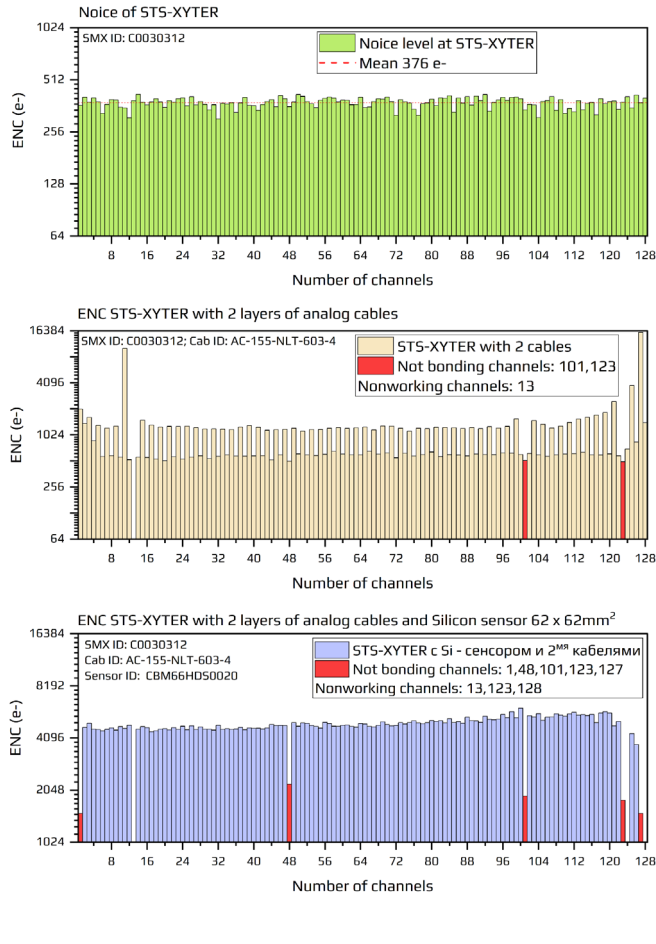 Noice of STS-XYTER
SMX ID: C0030312
Noice level at STS-XYTER
Mean 376 e-
1024
512
256
128
64
ENC (e-)
8 16 24 32 40 48 56 64 72 80 88 96 104 112 120 128
Number of channels
ENC STS-XYTER with 2 layers of analog cables
SMX ID: C0030312; Cab ID: AC-155-NLT-603-4
STS-XYTER with 2 cables
Not bonding channels: 101,123
Nonworking channels: 13
16384
4096
1024
256
64
ENC (e-)
8 16 24 32 40 48 56 64 72 80 88 96 104 112 120 128
Number of channels
ENC STS-XYTER with 2 layers of analog cables and Silicon sensor 62 x 62mm²
SMX ID: C0030312
Cab ID: AC-155-NLT-603-4
Sensor ID: CBM66HDS0020
STS-XYTER с Si - сенсором и 2ᵐʸ кабелями
Not bonding channels: 1,48,101,123,127
Nonworking channels: 13,123,128
16384
8192
4096
2048
1024
ENC (e-)
8 16 24 32 40 48 56 64 72 80 88 96 104 112 120 128
Number of channels